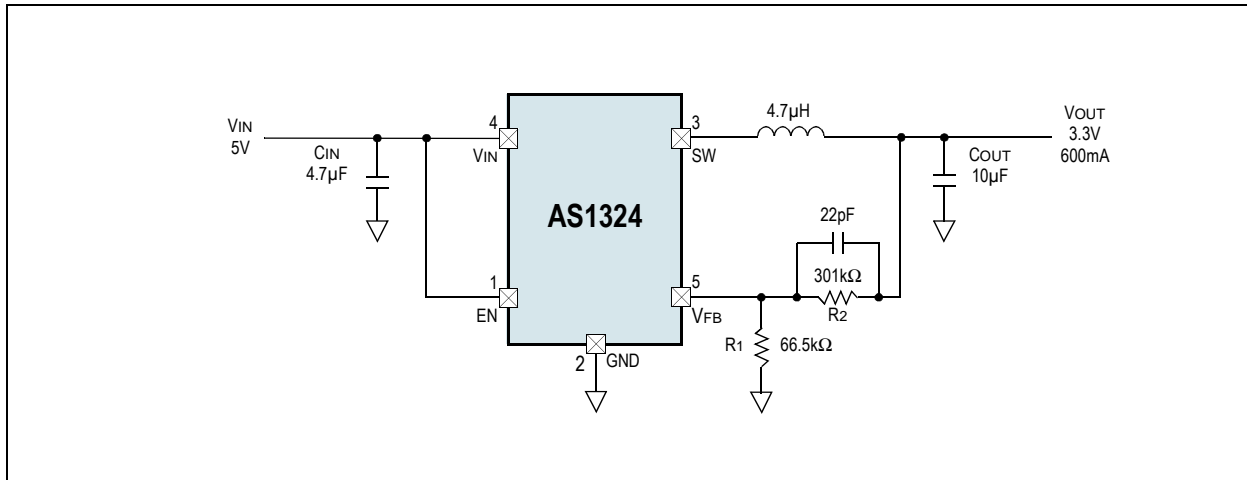 VIN
5V
CIN
4.7µF
4
VIN
1
EN
AS1324
2
GND
3
SW
4.7µH
5
VFB
22pF
301kΩ
R2
R1
66.5kΩ
VOUT
3.3V
600mA
COUT
10µF